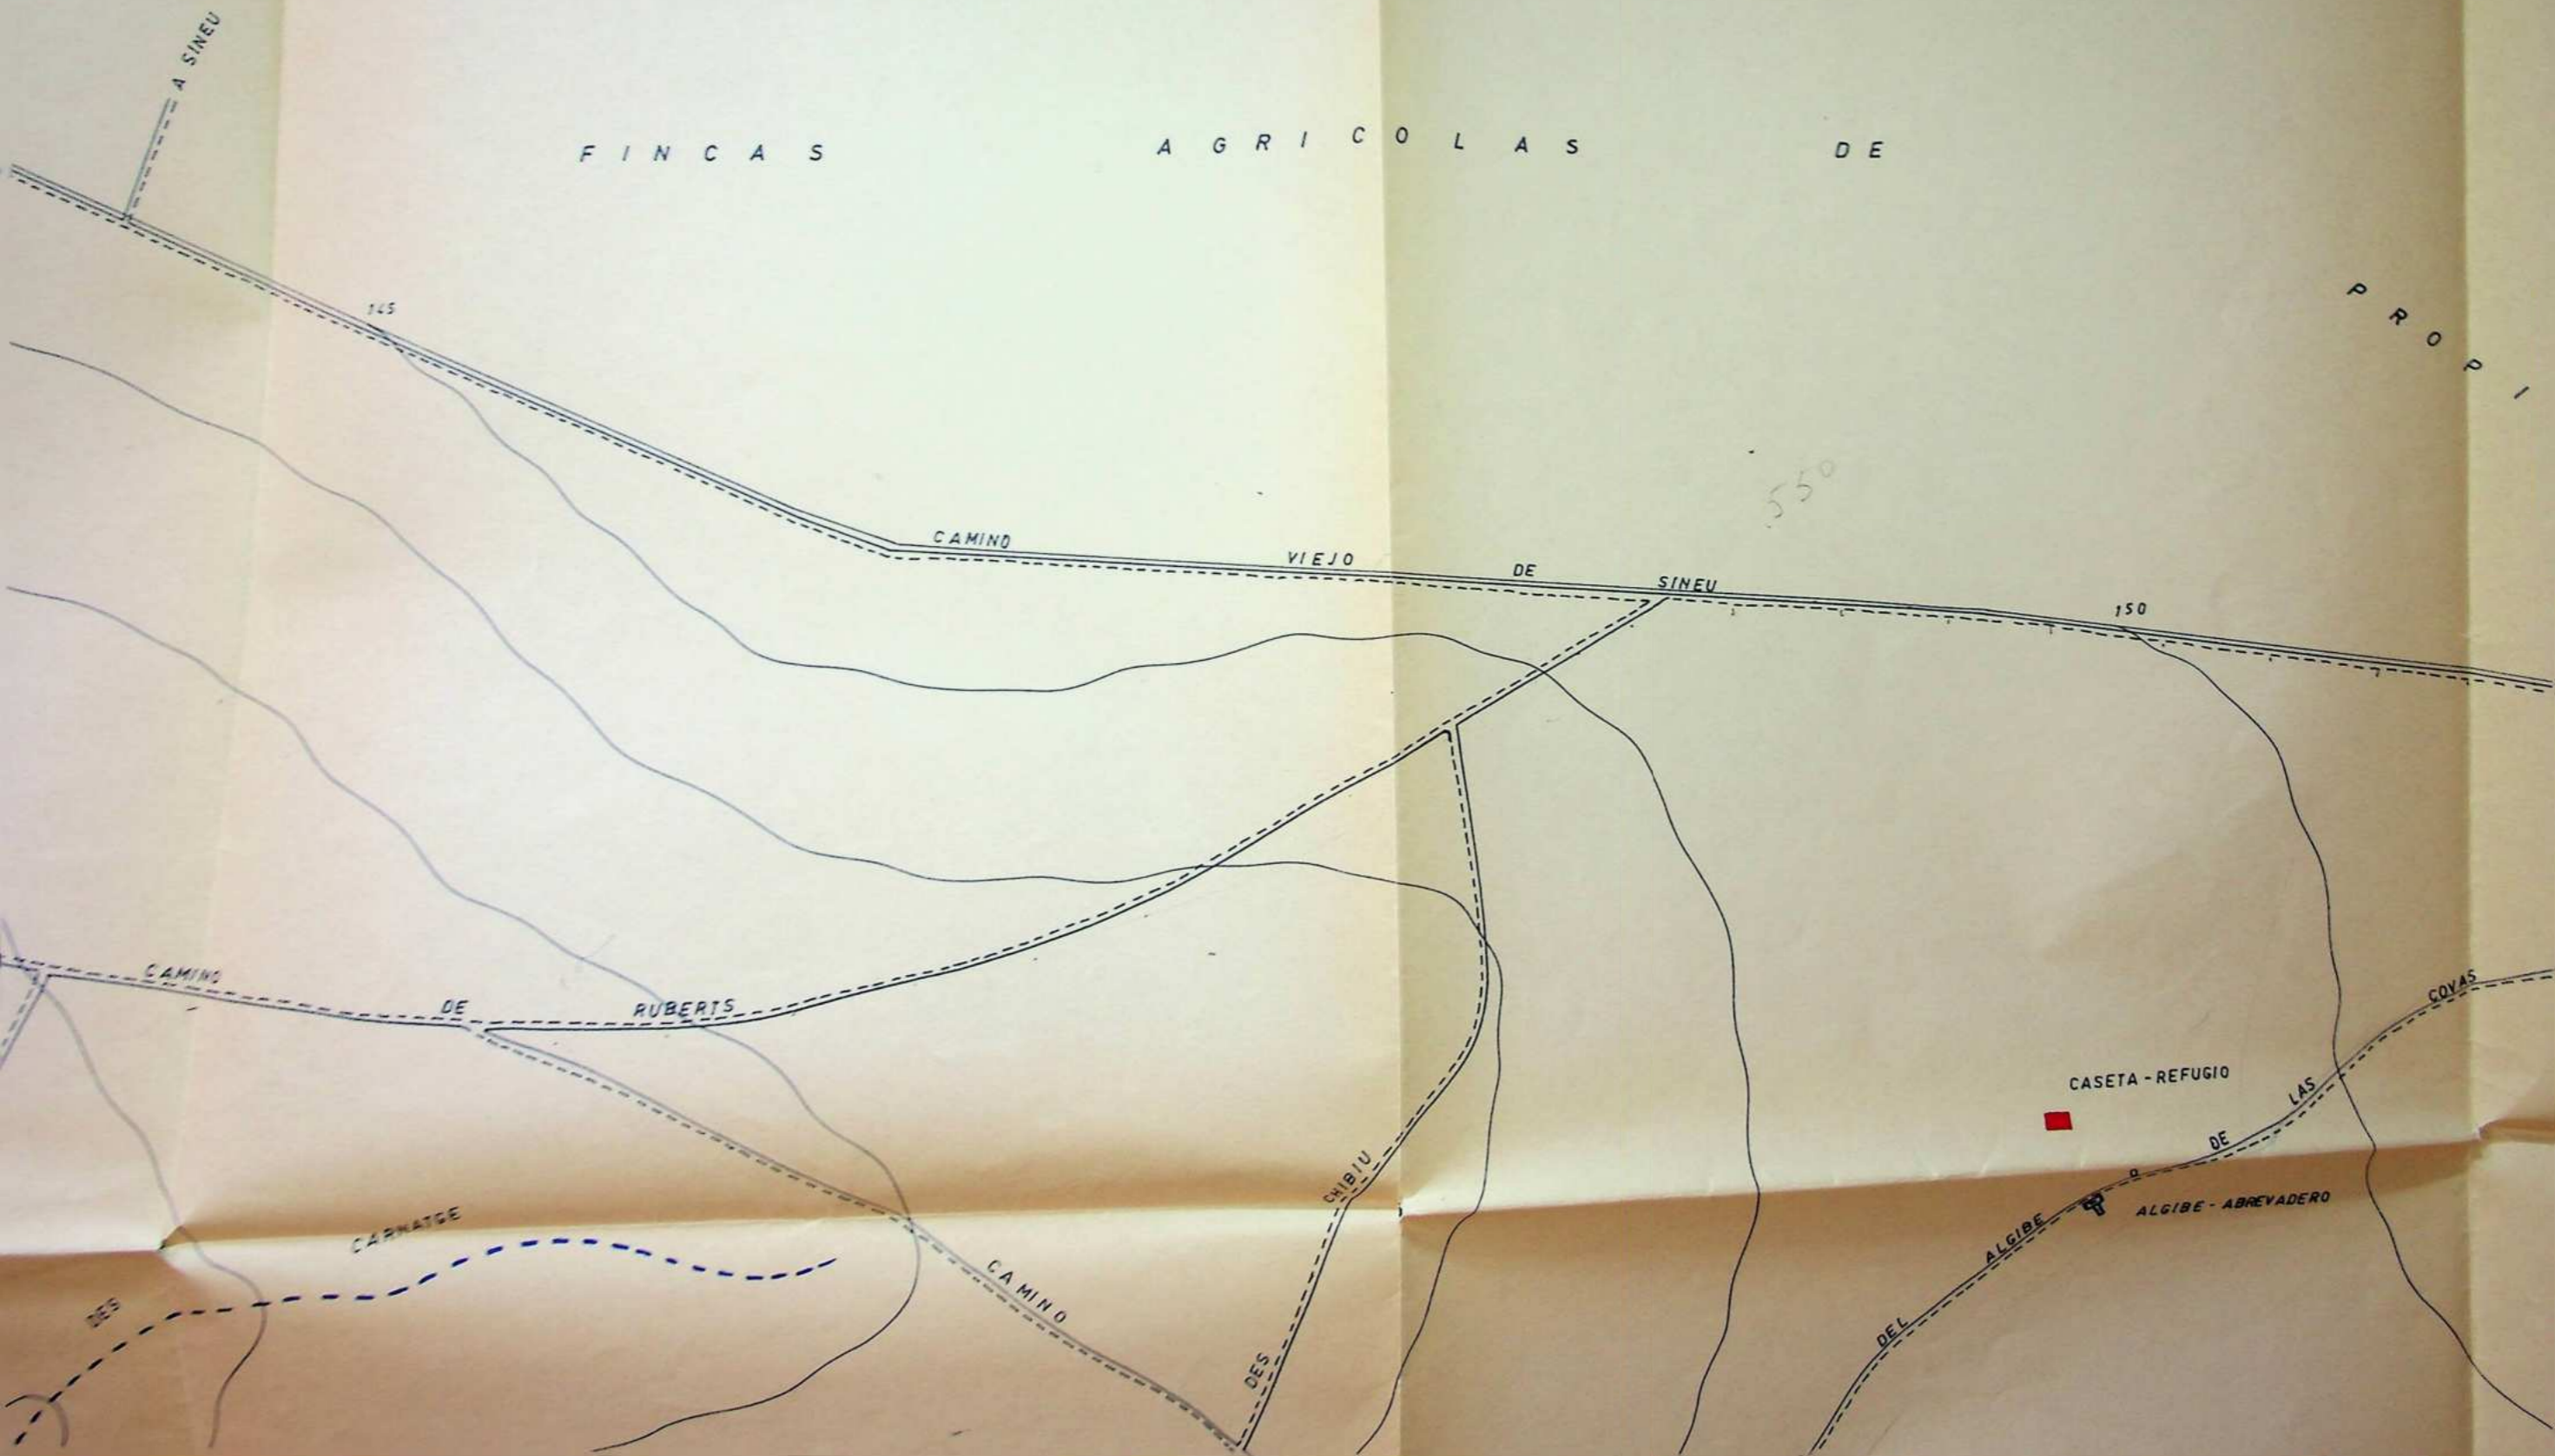 A SINEU
FINCAS AGRICOLAS DE
PROPI
145
CAMINO VIEJO DE SINEU
150
550
CAMINO DE RUBERTS
COVAS
LAS
DE
ALGIBE
DEL
CASETA-REFUGIO
ALGIBE-ABREVADERO
CHIBIU
DES
CARNATGE
DES
CAMINO